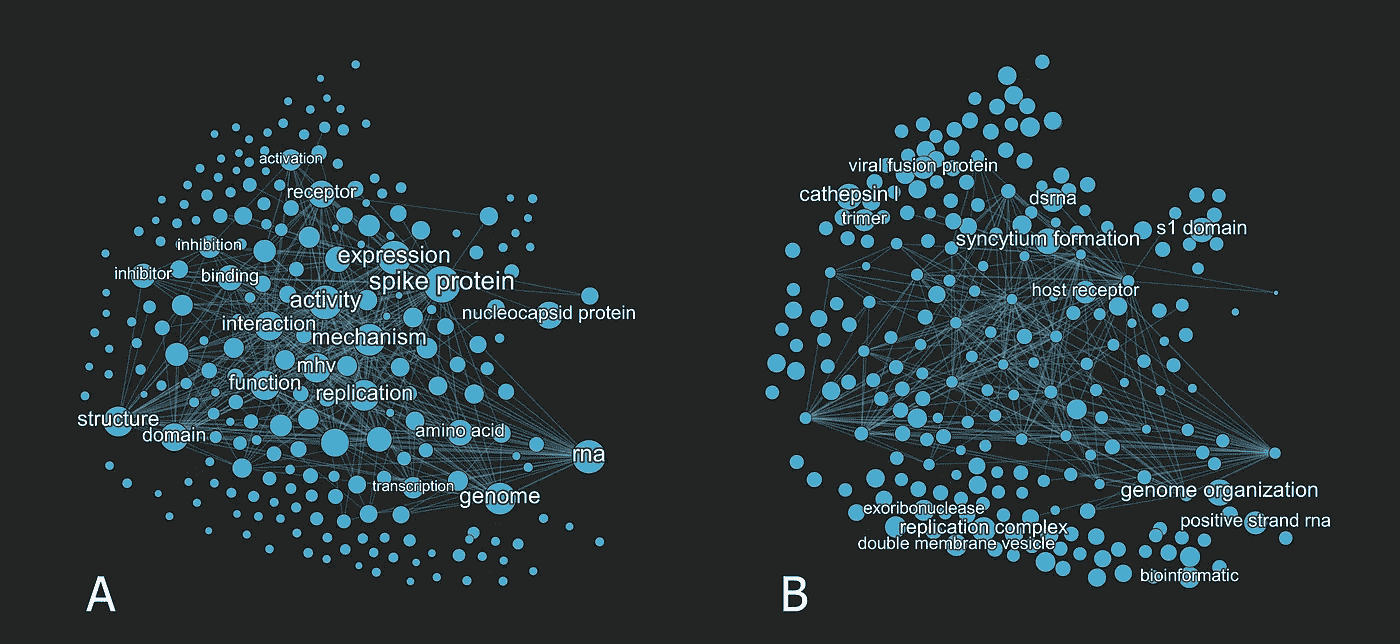 activation
receptor
inhibition
expression
inhibitor
binding
spike protein
activity
nucleocapsid protein
interaction
mechanism
mhv
function
replication
structure
domain
amino acid
rna
transcription
genome
A
viral fusion protein
cathepsin l
dsrna
trimer
s1 domain
syncytium formation
host receptor
genome organization
exoribonuclease
positive strand rna
replication complex
double membrane vesicle
bioinformatic
B